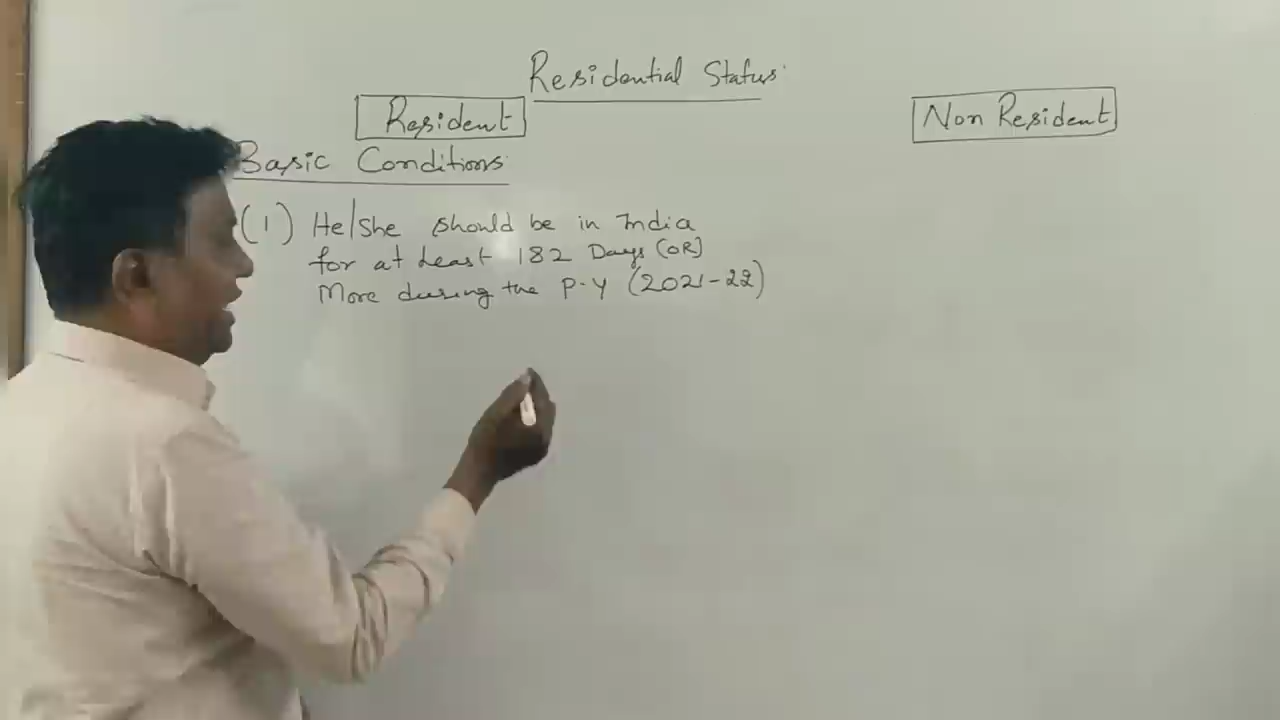 Residential Status
Resident
Non Resident
Basic Conditions
(1) He/She should be in India
for at least 182 Days (OR)
More during the P-Y (2021-22)